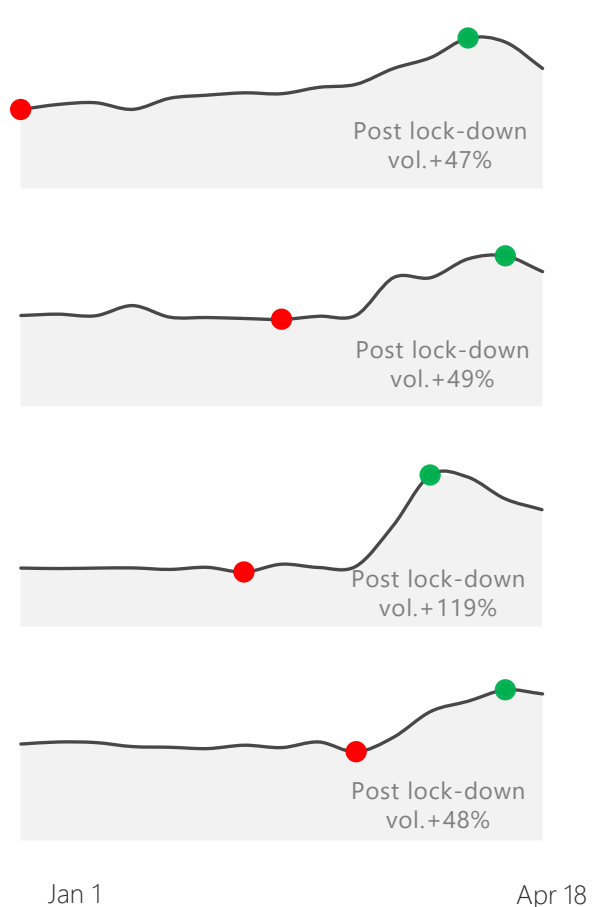 Post lock-down
vol.+47%
Post lock-down
vol.+49%
Post lock-down
vol.+119%
Post lock-down
vol.+48%
Jan 1
Apr 18